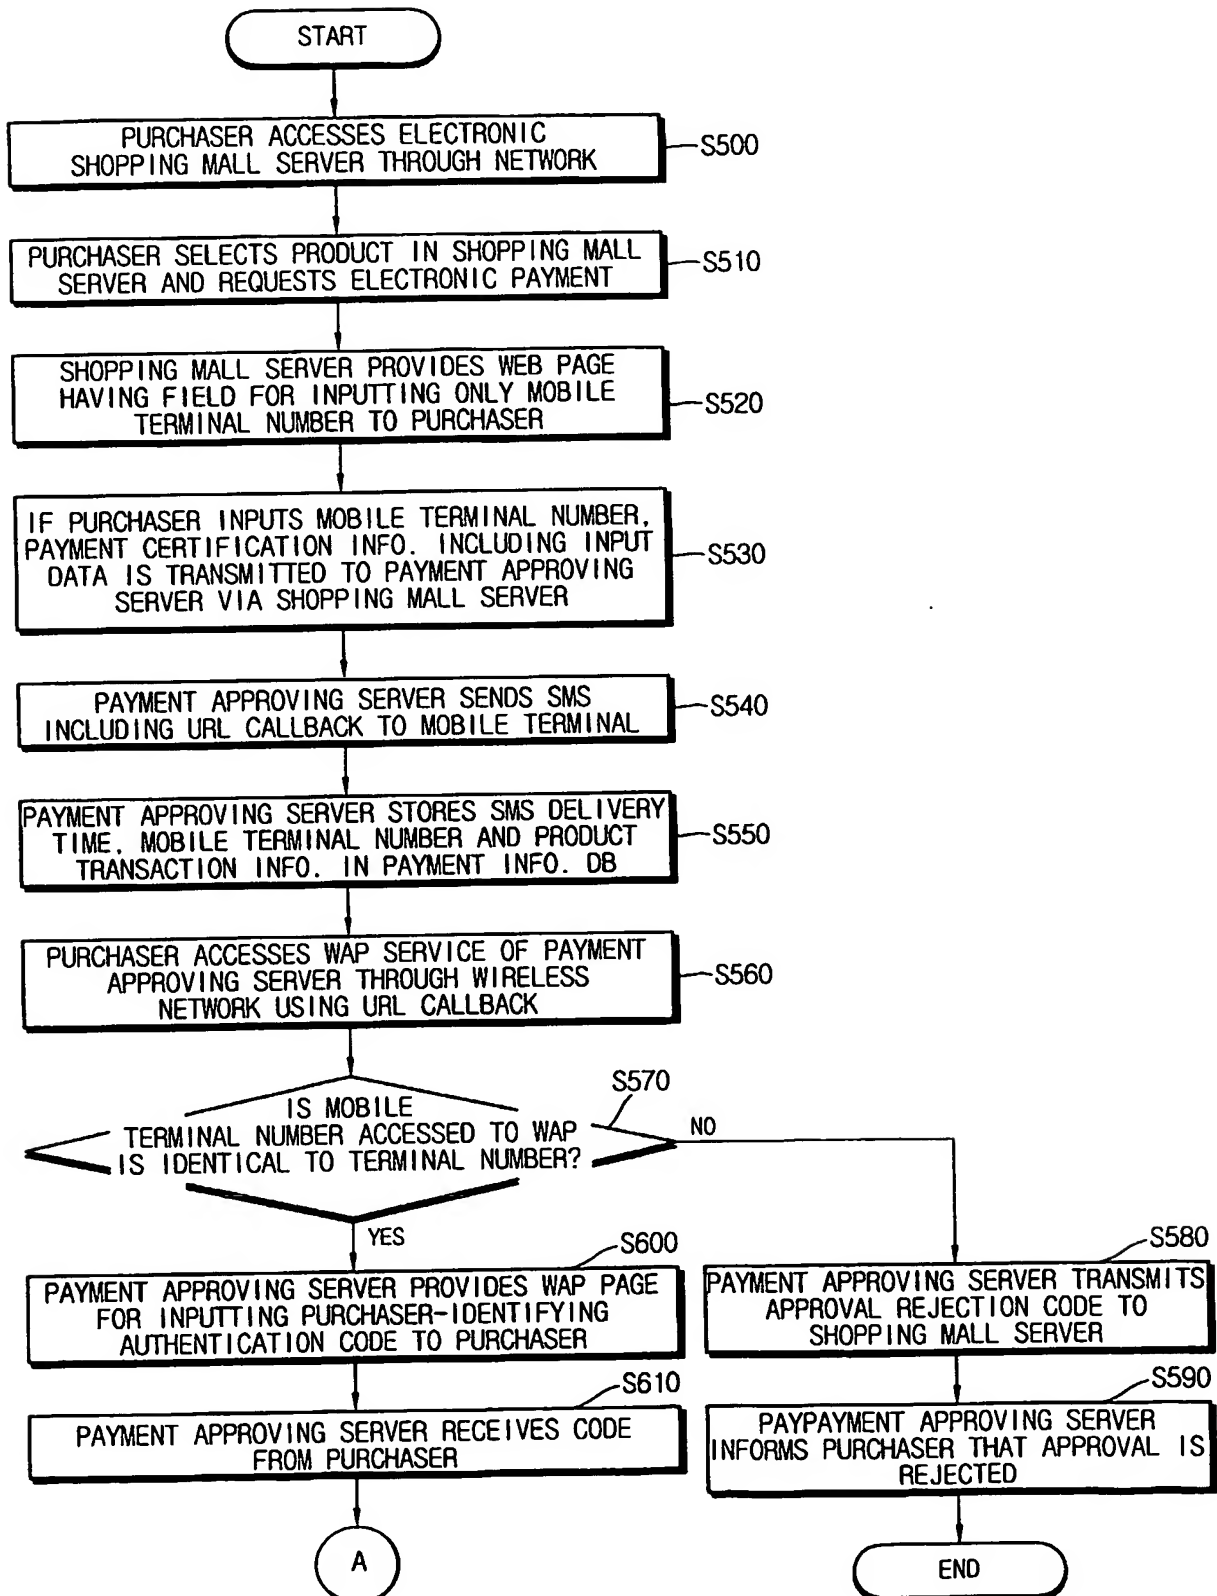 START
PURCHASER ACCESSES ELECTRONIC
SHOPPING MALL SERVER THROUGH NETWORK
S500
PURCHASER SELECTS PRODUCT IN SHOPPING MALL
SERVER AND REQUESTS ELECTRONIC PAYMENT
S510
SHOPPING MALL SERVER PROVIDES WEB PAGE
HAVING FIELD FOR INPUTTING ONLY MOBILE
TERMINAL NUMBER TO PURCHASER
S520
IF PURCHASER INPUTS MOBILE TERMINAL NUMBER,
PAYMENT CERTIFICATION INFO. INCLUDING INPUT
DATA IS TRANSMITTED TO PAYMENT APPROVING
SERVER VIA SHOPPING MALL SERVER
S530
PAYMENT APPROVING SERVER SENDS SMS
INCLUDING URL CALLBACK TO MOBILE TERMINAL
S540
PAYMENT APPROVING SERVER STORES SMS DELIVERY
TIME, MOBILE TERMINAL NUMBER AND PRODUCT
TRANSACTION INFO. IN PAYMENT INFO. DB
S550
PURCHASER ACCESSES WAP SERVICE OF PAYMENT
APPROVING SERVER THROUGH WIRELESS
NETWORK USING URL CALLBACK
S560
S570
IS MOBILE
TERMINAL NUMBER ACCESSED TO WAP
IS IDENTICAL TO TERMINAL NUMBER?
NO
YES
S600
PAYMENT APPROVING SERVER PROVIDES WAP PAGE
FOR INPUTTING PURCHASER-IDENTIFYING
AUTHENTICATION CODE TO PURCHASER
S610
PAYMENT APPROVING SERVER RECEIVES CODE
FROM PURCHASER
A
S580
PAYMENT APPROVING SERVER TRANSMITS
APPROVAL REJECTION CODE TO
SHOPPING MALL SERVER
S590
PAYPAYMENT APPROVING SERVER
INFORMS PURCHASER THAT APPROVAL IS
REJECTED
END